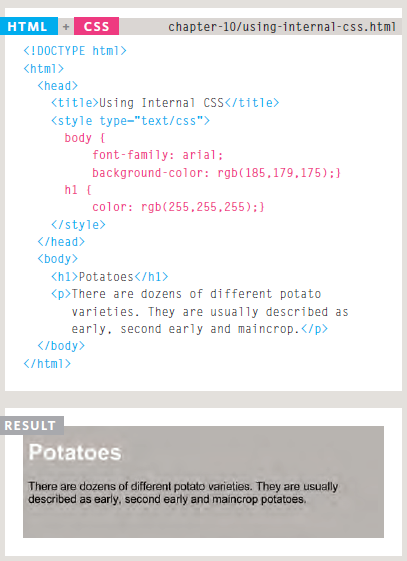 HTML + CSS chapter-10/using-internal-css.html
<!DOCTYPE html>
<html>
<head>
<title>Using Internal CSS</title>
<style type="text/css">
body {
font-family: arial;
background-color: rgb(185,179,175);}
h1 {
color: rgb(255,255,255);}
</style>
</head>
<body>
<h1>Potatoes</h1>
<p>There are dozens of different potato
varieties. They are usually described as
early, second early and maincrop.</p>
</body>
</html>
RESULT
Potatoes
There are dozens of different potato varieties. They are usually
described as early, second early and maincrop potatoes.